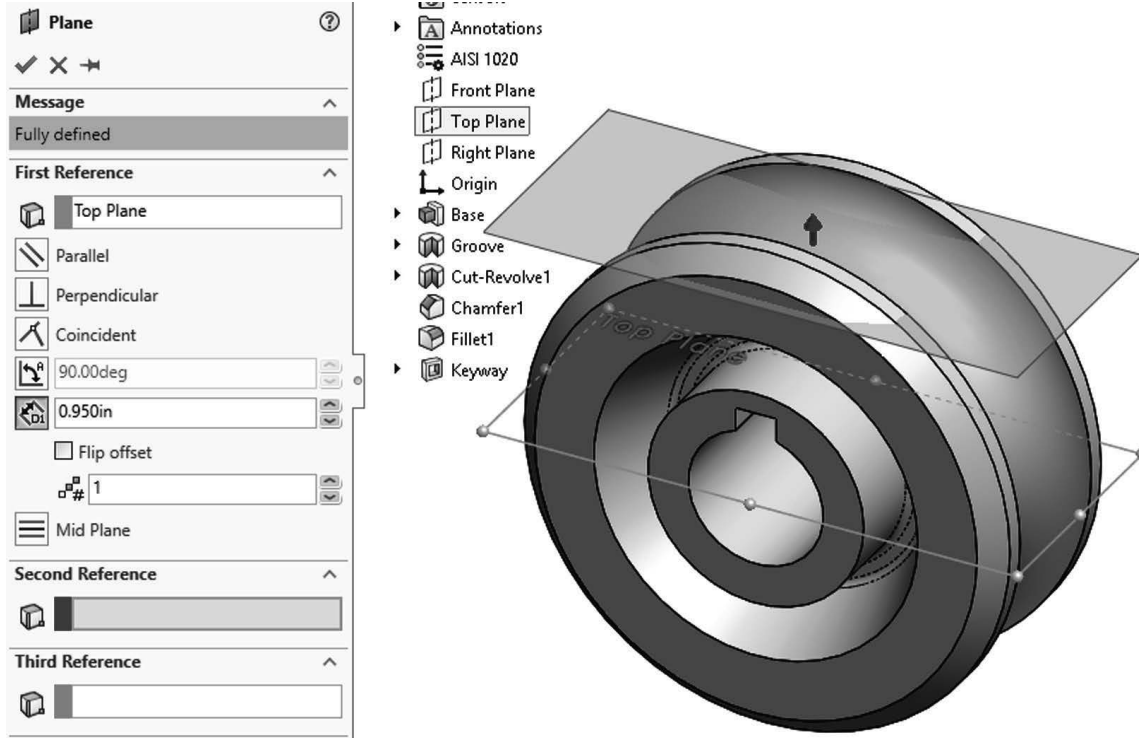 Plane
Message
Fully defined
First Reference
Top Plane
Parallel
Perpendicular
Coincident
90.00deg
0.950in
Flip offset
1
Mid Plane
Second Reference
Third Reference
Annotations
AISI 1020
Front Plane
Top Plane
Right Plane
Origin
Base
Groove
Cut-Revolve1
Chamfer1
Fillet1
Keyway
Top Plane